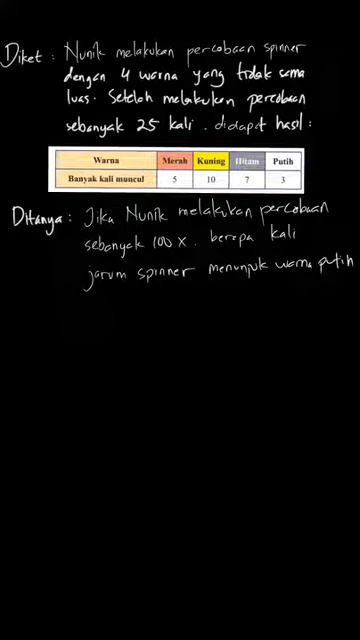 Diket : Nunik melakukan percobaan spinner
dengan 4 warna yang tidak sama
luas. Setelah melakukan percobaan
sebanyak 25 kali. didapat hasil :
Warna Merah Kuning Hitam Putih
Banyak kali muncul 5 10 7 3
Ditanya : Jika Nunik melakukan percobaan
sebanyak 100 x. berapa kali
jarum spinner menunjuk warna putih